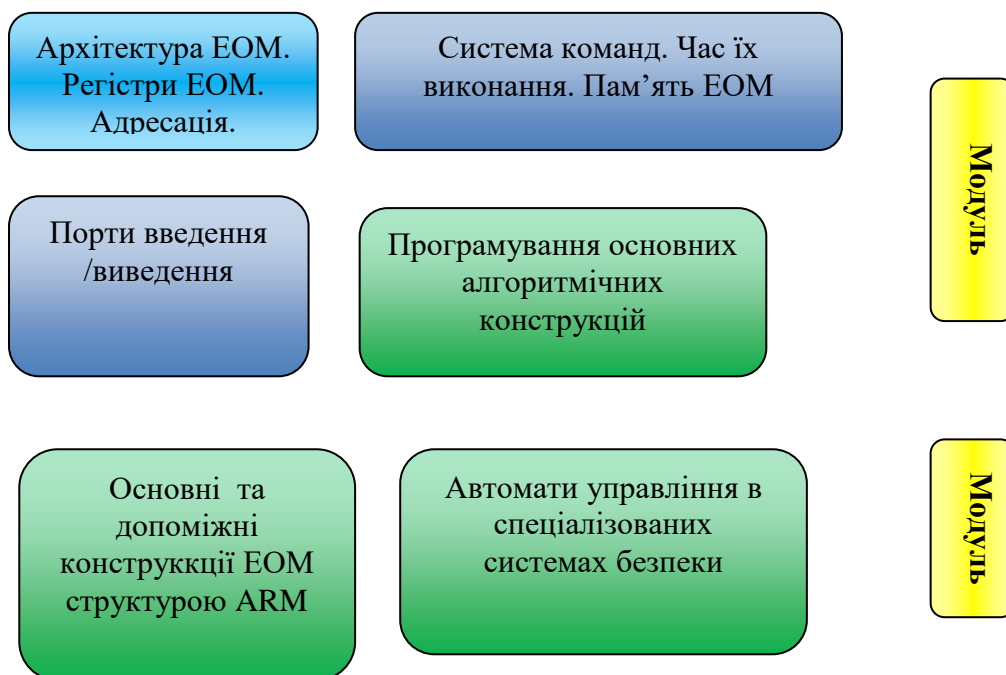 Архітектура ЕОМ.
Регістри ЕОМ.
Адресація.
Система команд. Час їх
виконання. Пам’ять ЕОМ
Модуль
Порти введення
/виведення
Програмування основних
алгоритмічних
конструкцій
Основні та
допоміжні
конструккції ЕОМ
структурою ARM
Автомати управління в
спеціалізованих
системах безпеки
Модуль